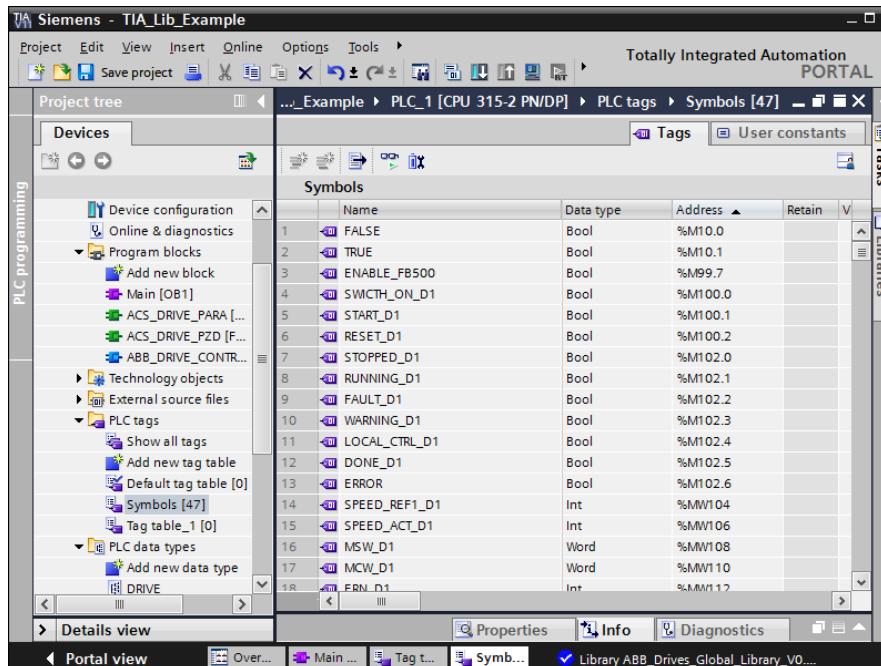 Siemens - TIA_Lib_Example
Project Edit View Insert Online Options Tools
Totally Integrated Automation
PORTAL
Save project
Project tree
..._Example PLC_1 [CPU 315-2 PN/DP] PLC tags Symbols [47]
Devices
Tags User constants
PLC programming
Symbols
Name Data type Address Retain V
Device configuration
Online & diagnostics
Program blocks
Add new block
Main [OB1]
ACS_DRIVE_PARA [...
ACS_DRIVE_PZD [F...
ABB_DRIVE_CONTR...
Technology objects
External source files
PLC tags
Show all tags
Add new tag table
Default tag table [0]
Symbols [47]
Tag table_1 [0]
PLC data types
Add new data type
DRIVE
1 FALSE Bool %M10.0
2 TRUE Bool %M10.1
3 ENABLE_FB500 Bool %M99.7
4 SWICTH_ON_D1 Bool %M100.0
5 START_D1 Bool %M100.1
6 RESET_D1 Bool %M100.2
7 STOPPED_D1 Bool %M102.0
8 RUNNING_D1 Bool %M102.1
9 FAULT_D1 Bool %M102.2
10 WARNING_D1 Bool %M102.3
11 LOCAL_CTRL_D1 Bool %M102.4
12 DONE_D1 Bool %M102.5
13 ERROR Bool %M102.6
14 SPEED_REF1_D1 Int %MW104
15 SPEED_ACT_D1 Int %MW106
16 MSW_D1 Word %MW108
17 MCW_D1 Word %MW110
18 ERN_D1 Int %MW112
Tasks
Libraries
Details view
Properties Info Diagnostics
Portal view Over... Main ... Tag t... Symb... Library ABB_Drives_Global_Library_V0....